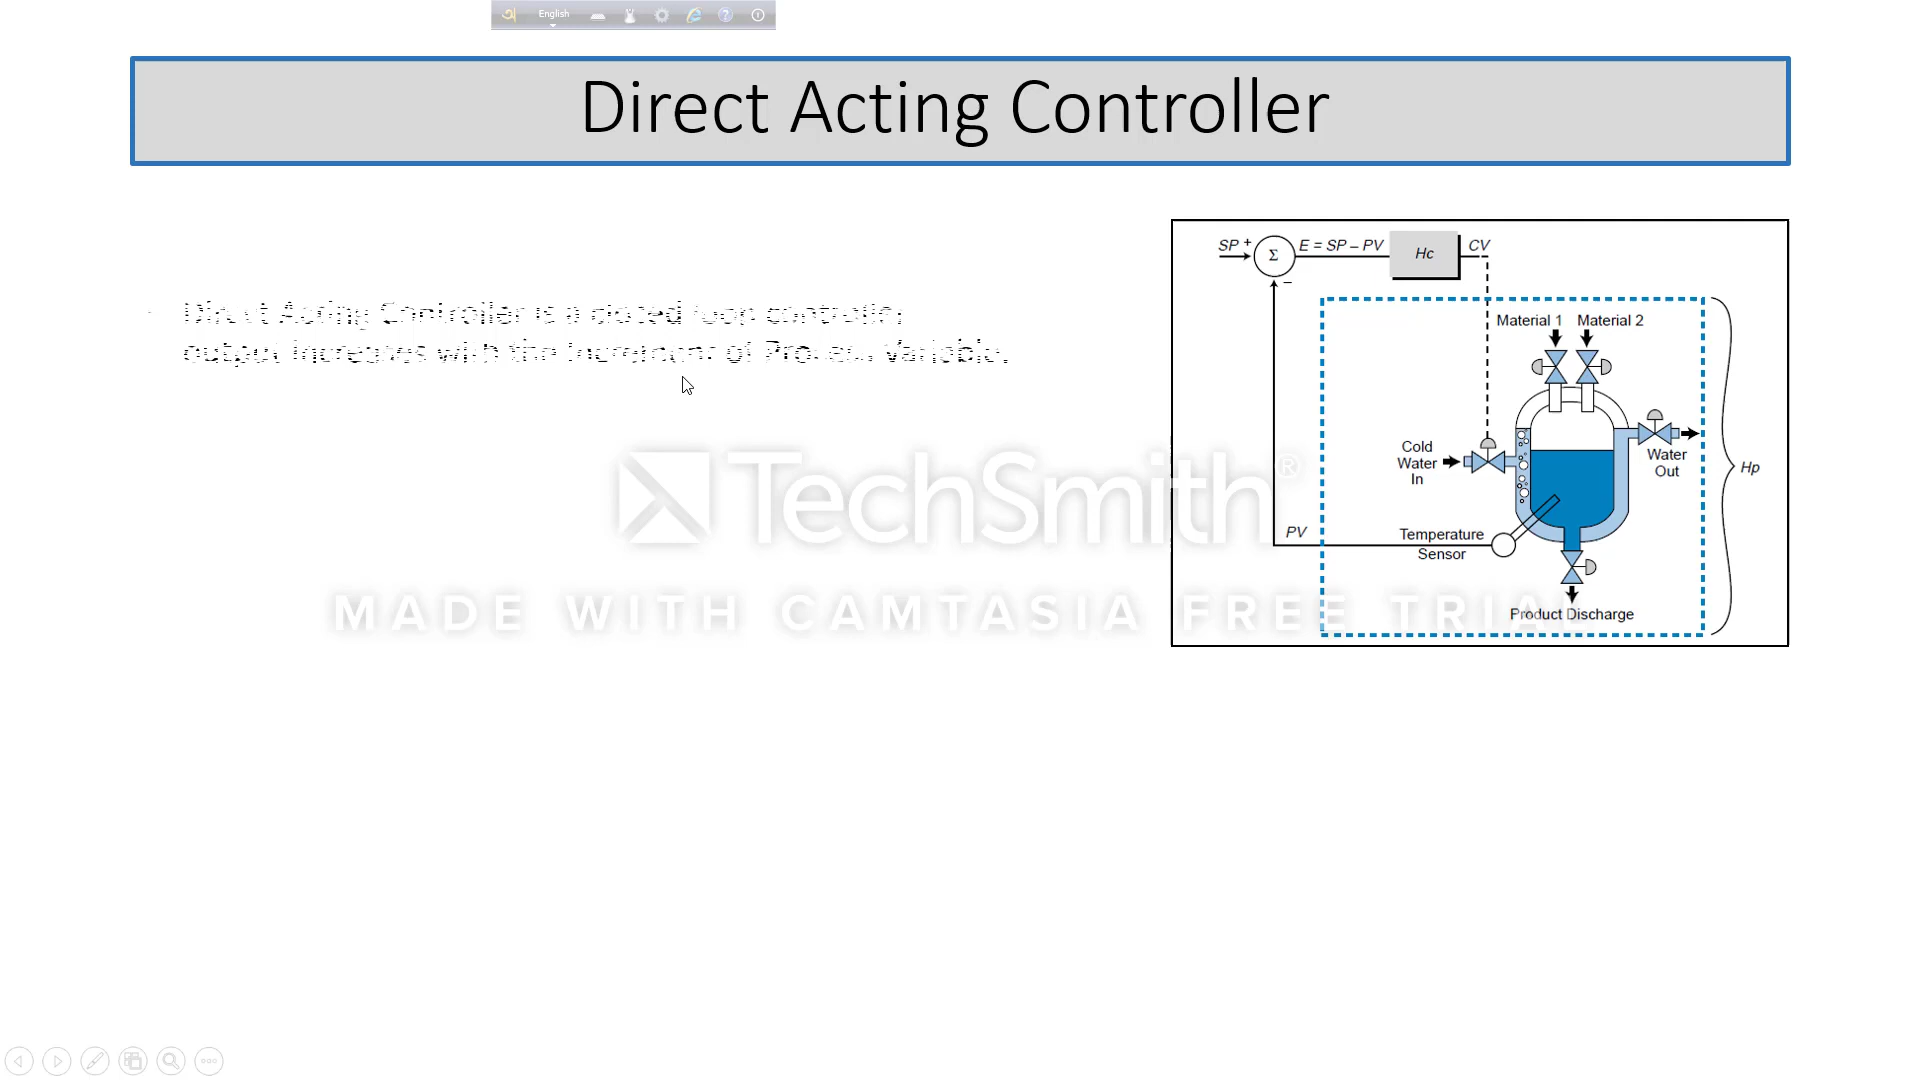 English
Direct Acting Controller
SP + Σ E = SP – PV Hc CV
–
Material 1 Material 2
Direct Acting Controller is a closed loop controller
output increases with the increment of Process Variable.
Cold
Water
In
Water
Out
Hp
TechSmith®
PV
Temperature
Sensor
MADE WITH CAMTASIA FREE TRIAL
Product Discharge